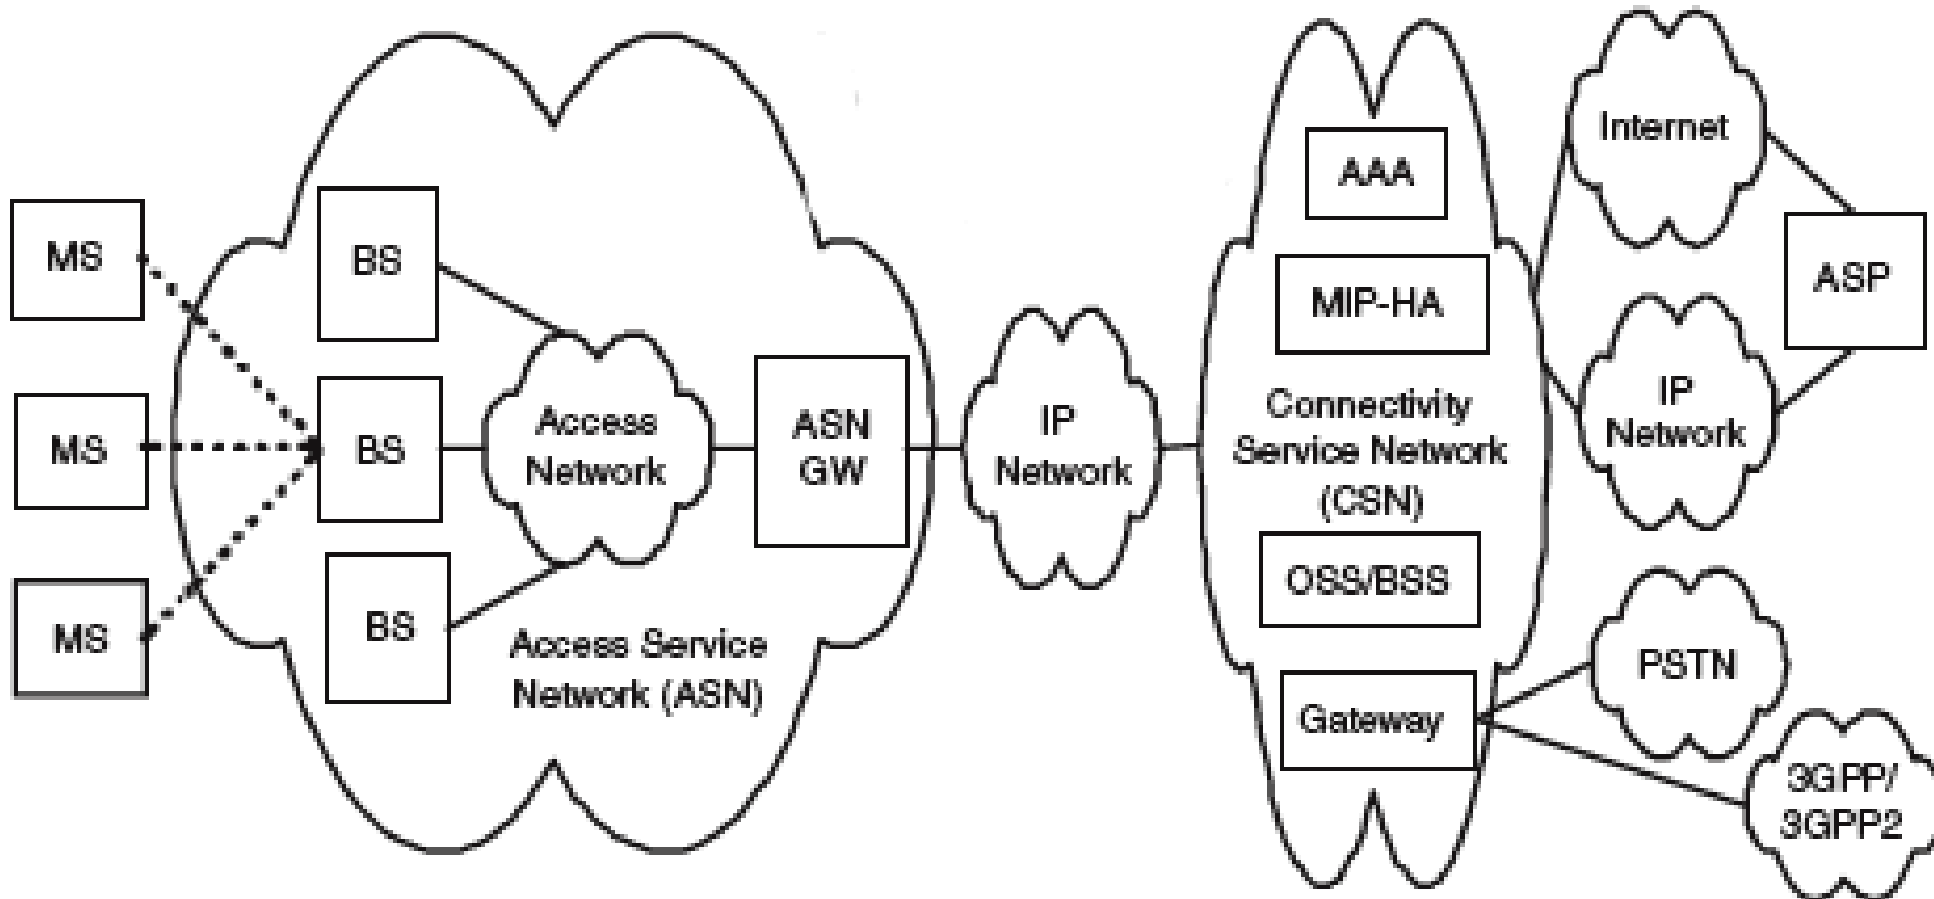 MS
MS
MS
BS
BS
BS
Access
Network
ASN
GW
Access Service
Network (ASN)
IP
Network
AAA
MIP-HA
Connectivity
Service Network
(CSN)
OSS/BSS
Gateway
Internet
ASP
IP
Network
PSTN
3GPP/
3GPP2